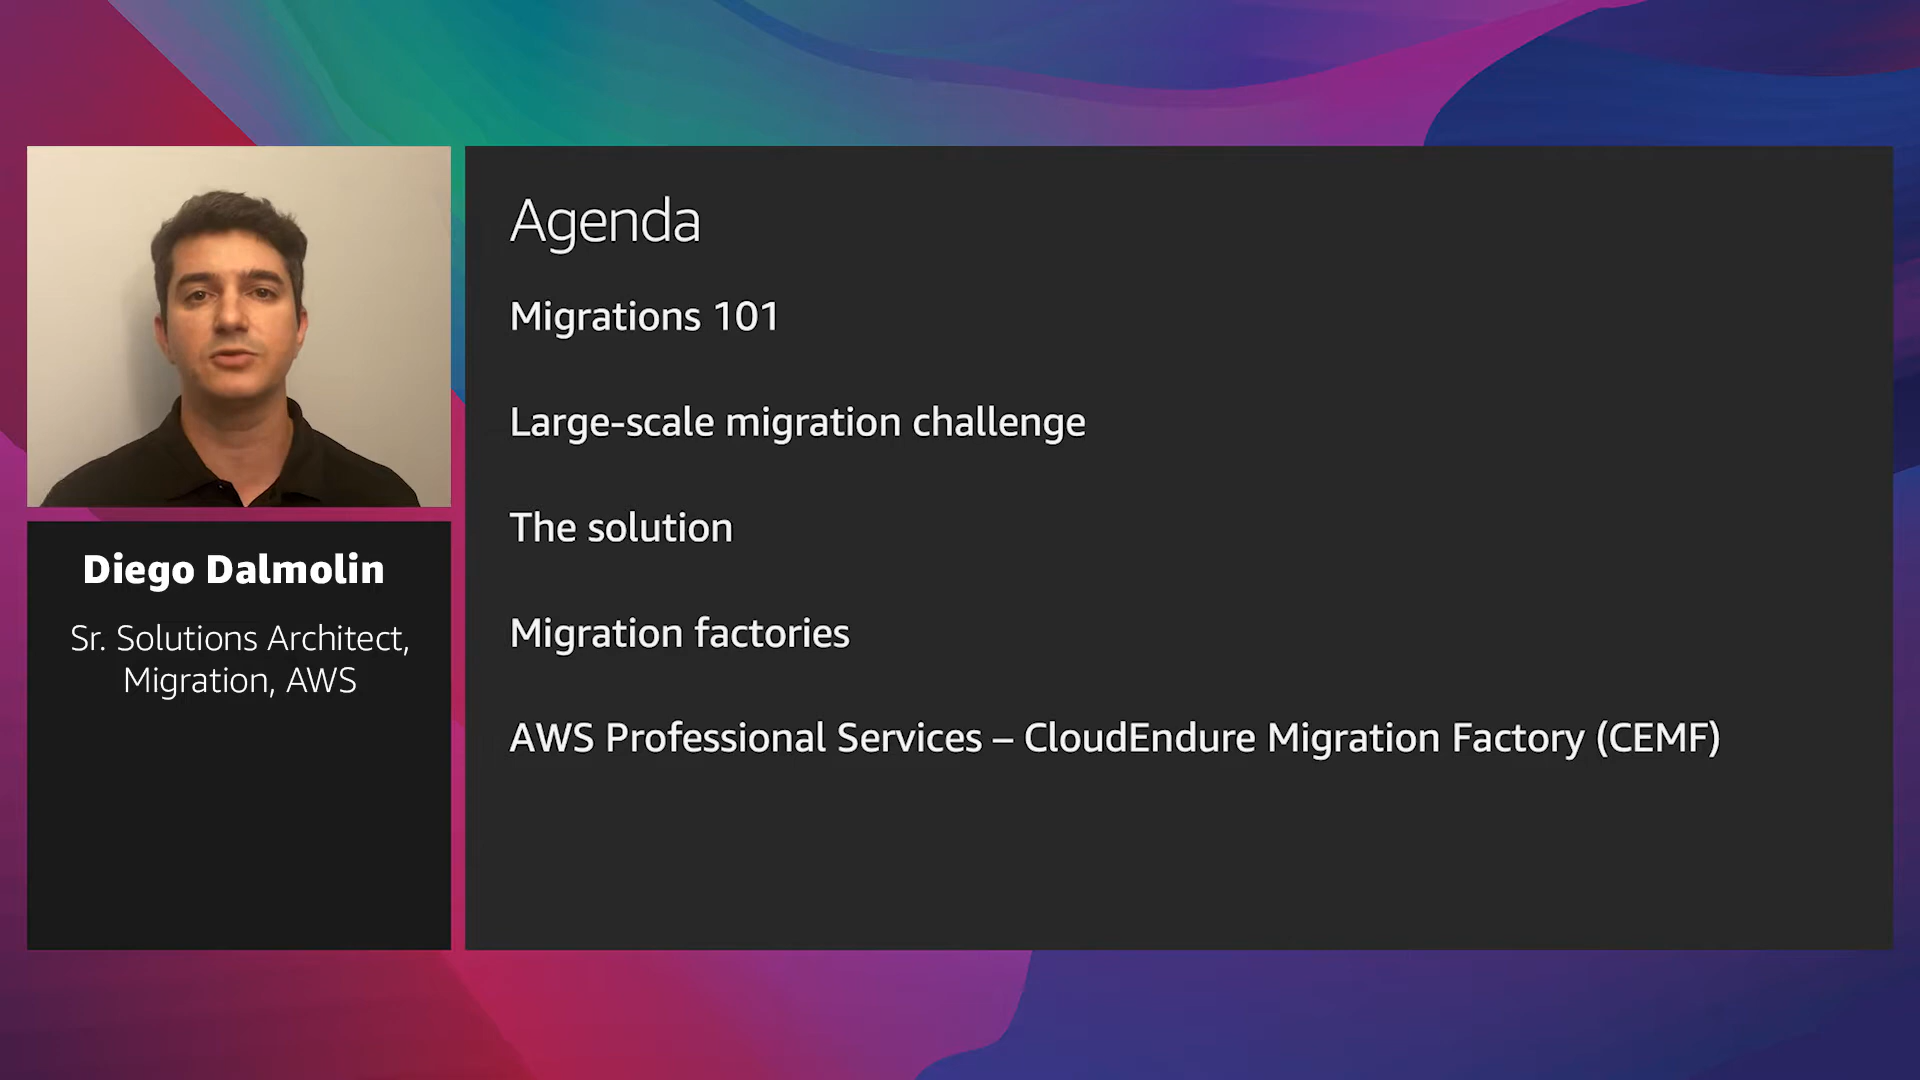 Agenda
Migrations 101
Large-scale migration challenge
The solution
Migration factories
AWS Professional Services – CloudEndure Migration Factory (CEMF)
Diego Dalmolin
Sr. Solutions Architect,
Migration, AWS